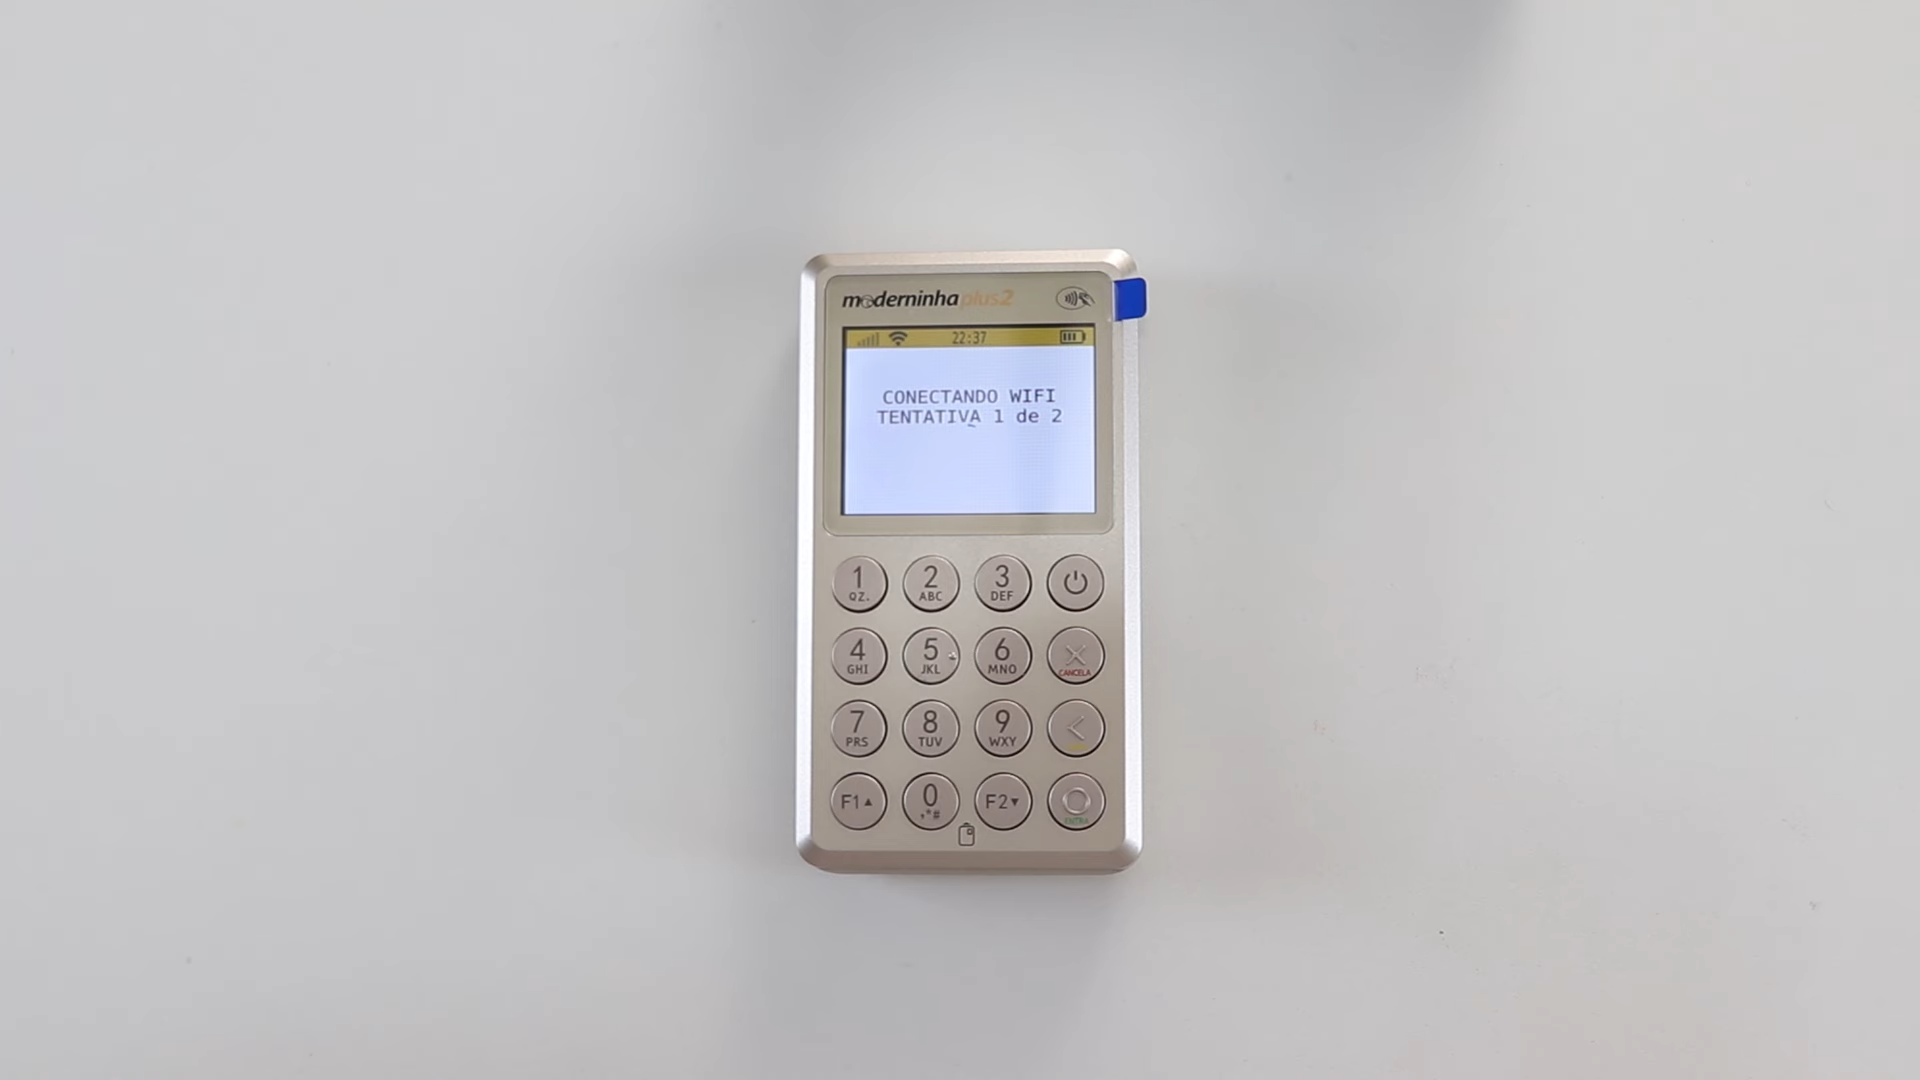 moderninha plus2
22:37
CONECTANDO WIFI
TENTATIVA 1 de 2
1 2 3
QZ. ABC DEF
4 5 6
GHI JKL MNO CANCELA
7 8 9
PRS TUV WXY
F1▲ 0 F2▼
,*# ENTRA